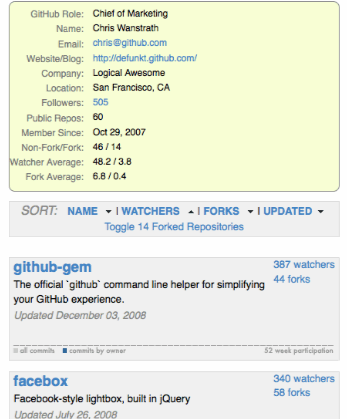 GitHub Role: Chief of Marketing
Name: Chris Wanstrath
Email: chris@github.com
Website/Blog: http://defunkt.github.com/
Company: Logical Awesome
Location: San Francisco, CA
Followers: 505
Public Repos: 60
Member Since: Oct 29, 2007
Non-Fork/Fork: 46 / 14
Watcher Average: 48.2 / 3.8
Fork Average: 6.8 / 0.4
SORT: NAME | WATCHERS | FORKS | UPDATED
Toggle 14 Forked Repositories
github-gem 387 watchers
The official `github` command line helper for simplifying 44 forks
your GitHub experience.
Updated December 03, 2008
all commits commits by owner 52 week participation
facebox 340 watchers
Facebook-style lightbox, built in jQuery 58 forks
Updated July 26, 2008